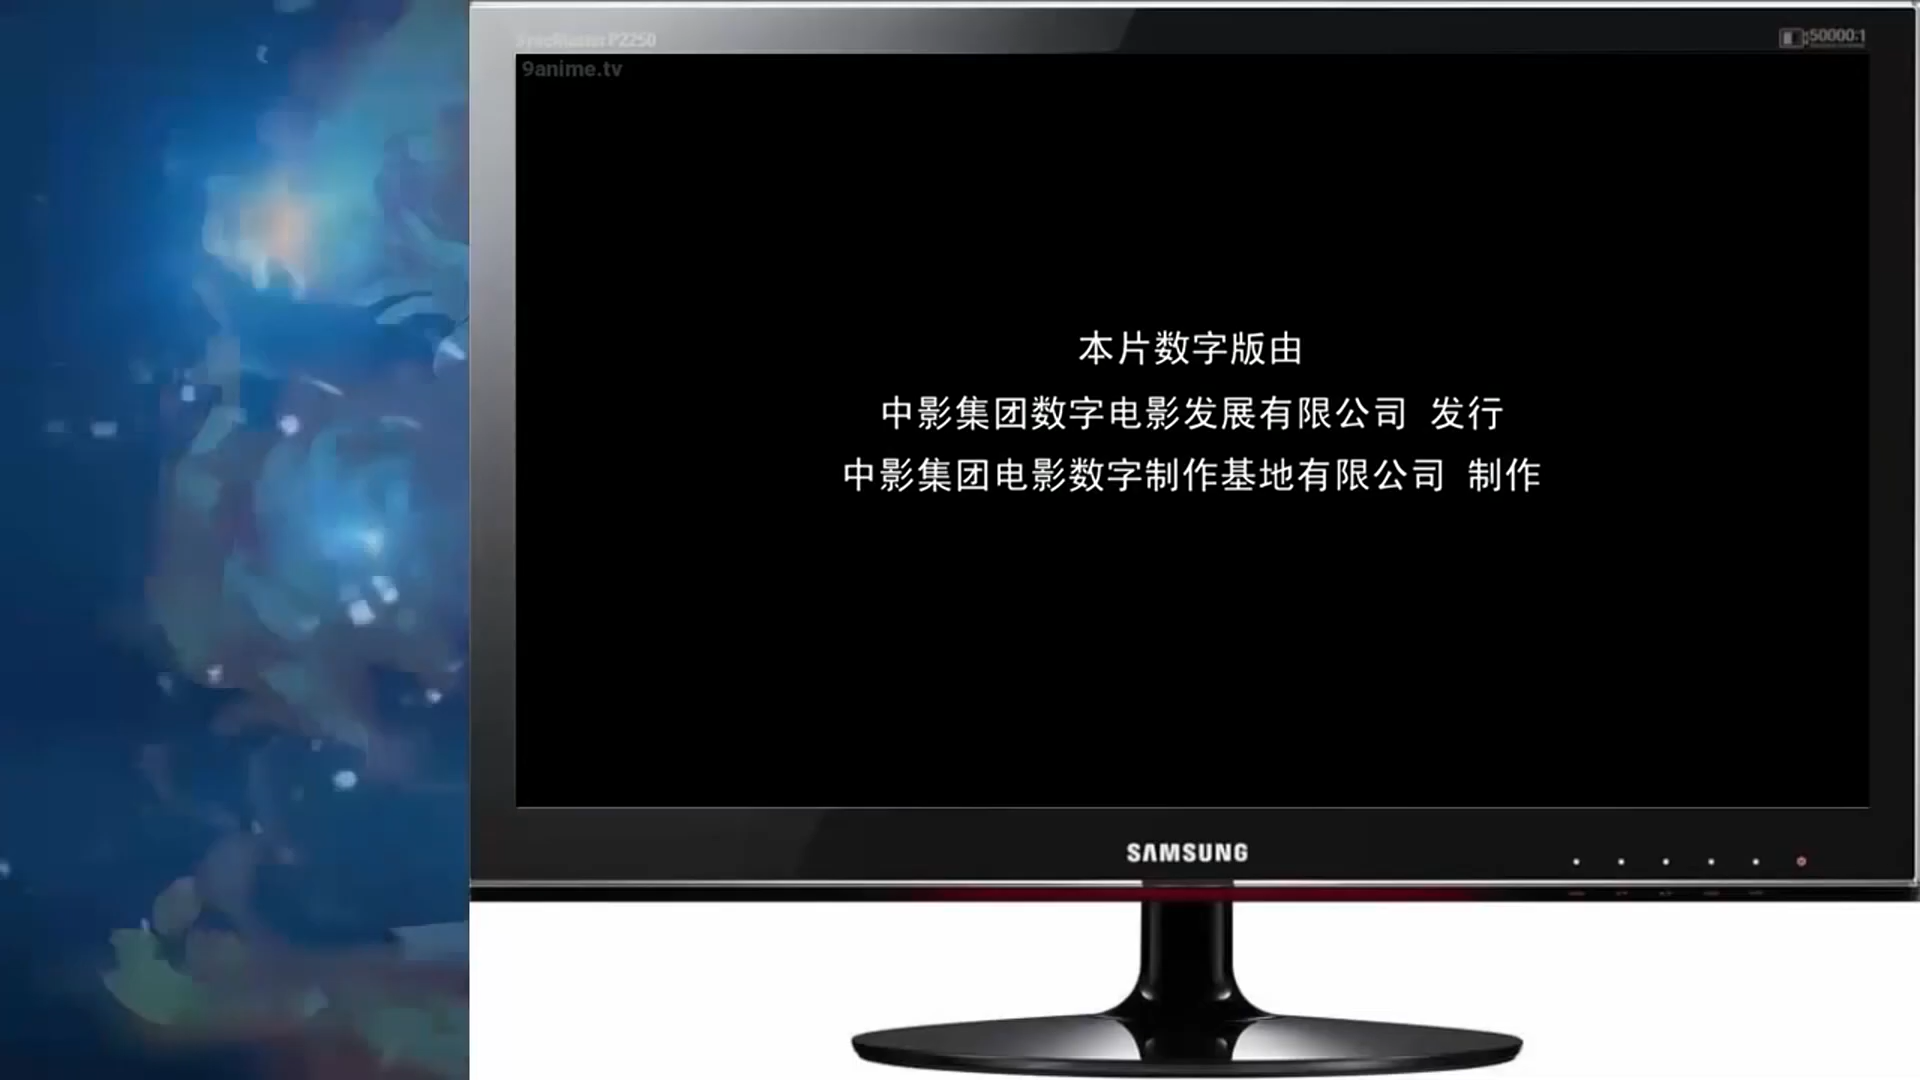 SyncMaster P2250
50000:1
9anime.tv
本片数字版由
中影集团数字电影发展有限公司 发行
中影集团电影数字制作基地有限公司 制作
SAMSUNG